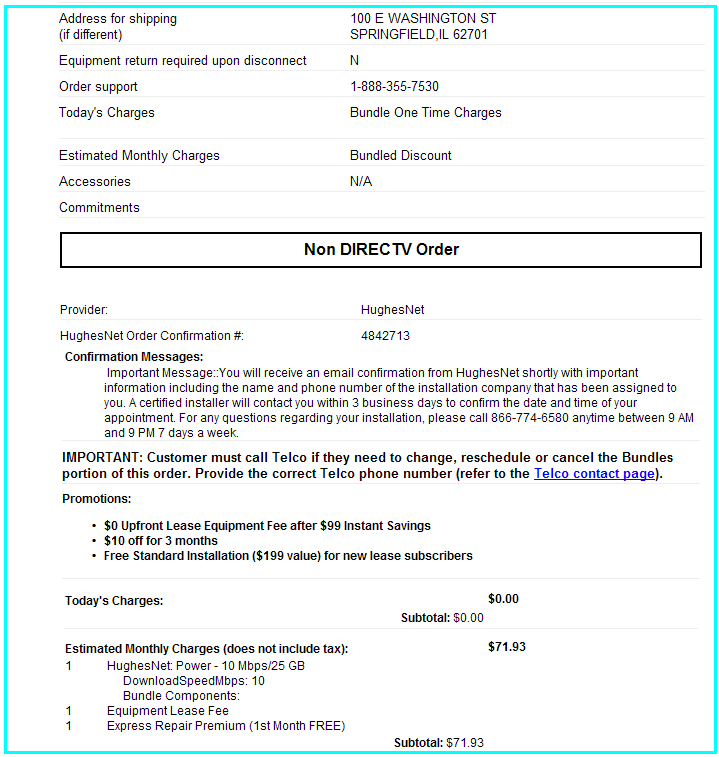 Address for shipping 100 E WASHINGTON ST
(if different) SPRINGFIELD,IL 62701
Equipment return required upon disconnect N
Order support 1-888-355-7530
Today's Charges Bundle One Time Charges
Estimated Monthly Charges Bundled Discount
Accessories N/A
Commitments
Non DIRECTV Order
Provider: HughesNet
HughesNet Order Confirmation #: 4842713
Confirmation Messages:
Important Message::You will receive an email confirmation from HughesNet shortly with important
information including the name and phone number of the installation company that has been assigned to
you. A certified installer will contact you within 3 business days to confirm the date and time of your
appointment. For any questions regarding your installation, please call 866-774-6580 anytime between 9 AM
and 9 PM 7 days a week.
IMPORTANT: Customer must call Telco if they need to change, reschedule or cancel the Bundles
portion of this order. Provide the correct Telco phone number (refer to the Telco contact page).
Promotions:
• $0 Upfront Lease Equipment Fee after $99 Instant Savings
• $10 off for 3 months
• Free Standard Installation ($199 value) for new lease subscribers
Today's Charges: $0.00
Subtotal: $0.00
Estimated Monthly Charges (does not include tax): $71.93
1 HughesNet: Power - 10 Mbps/25 GB
DownloadSpeedMbps: 10
Bundle Components:
1 Equipment Lease Fee
1 Express Repair Premium (1st Month FREE)
Subtotal: $71.93